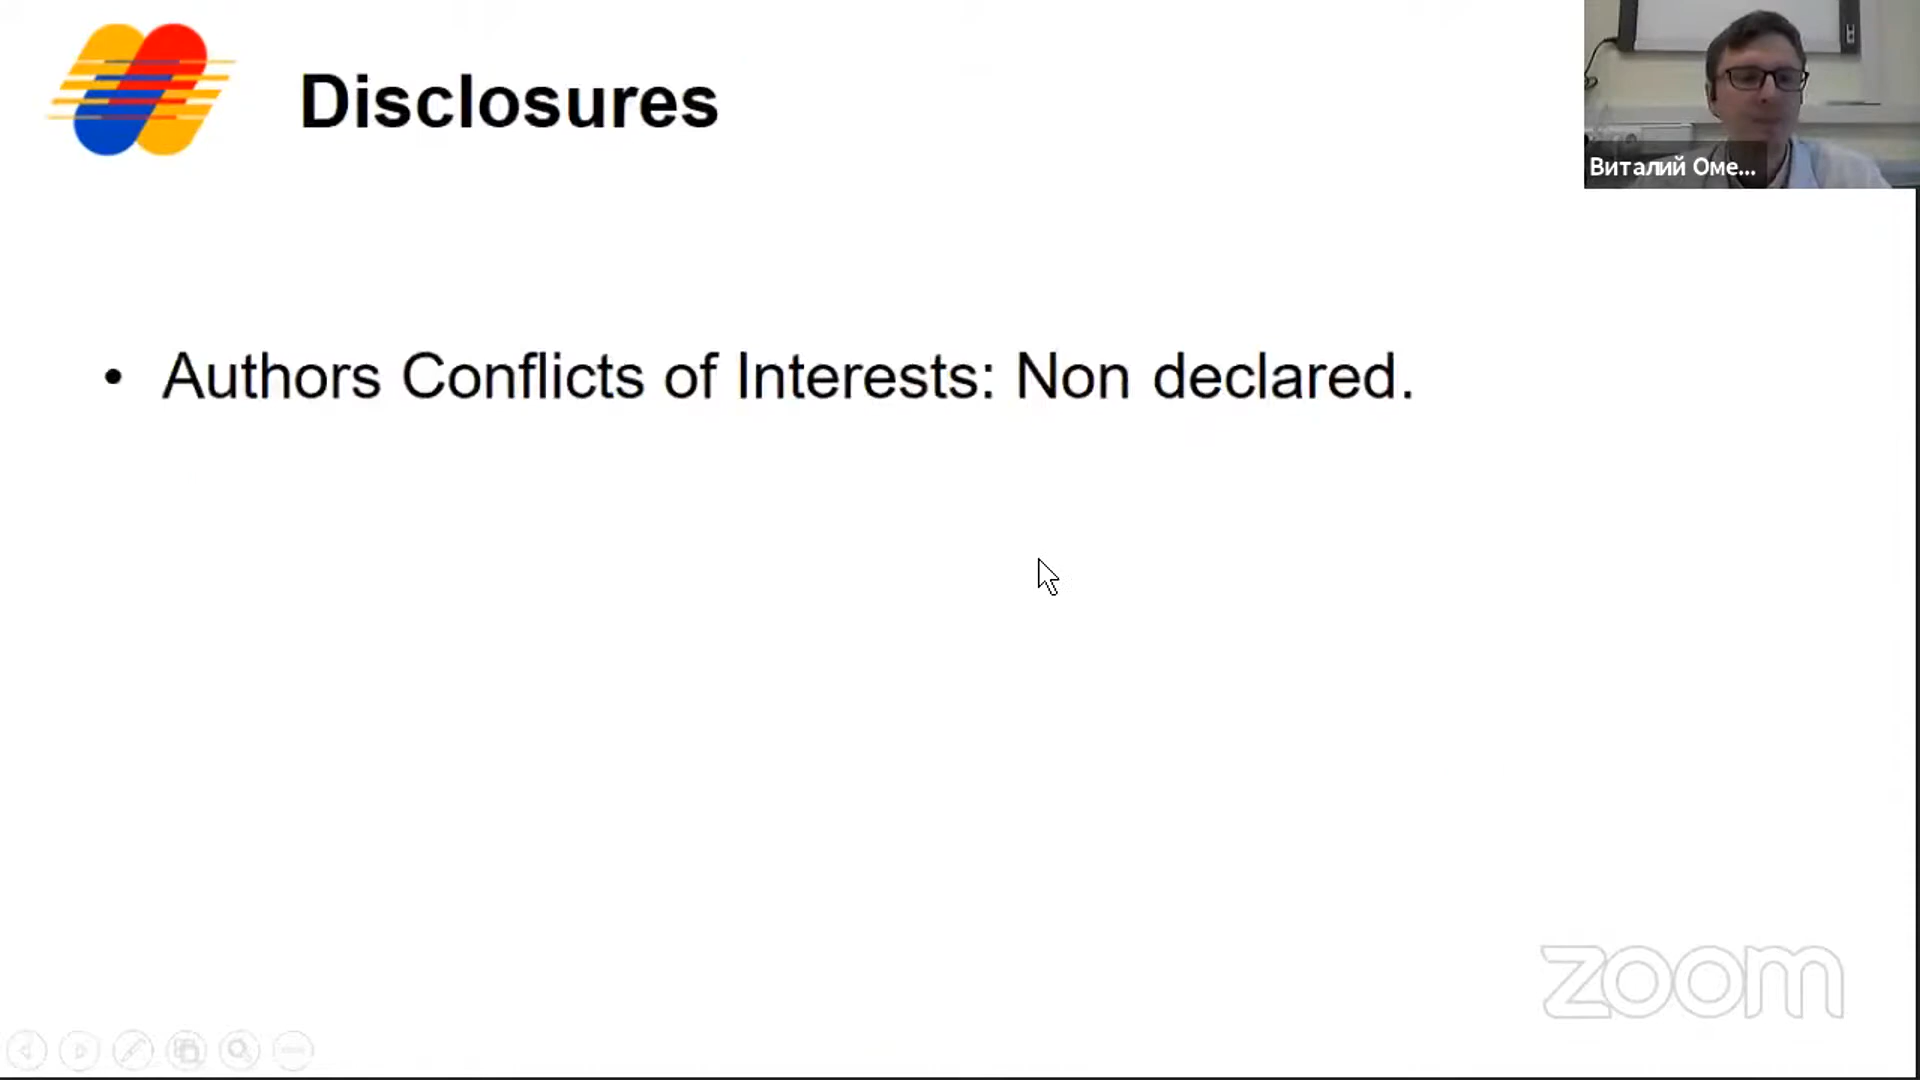 Disclosures
Виталий Оме...
• Authors Conflicts of Interests: Non declared.
zoom